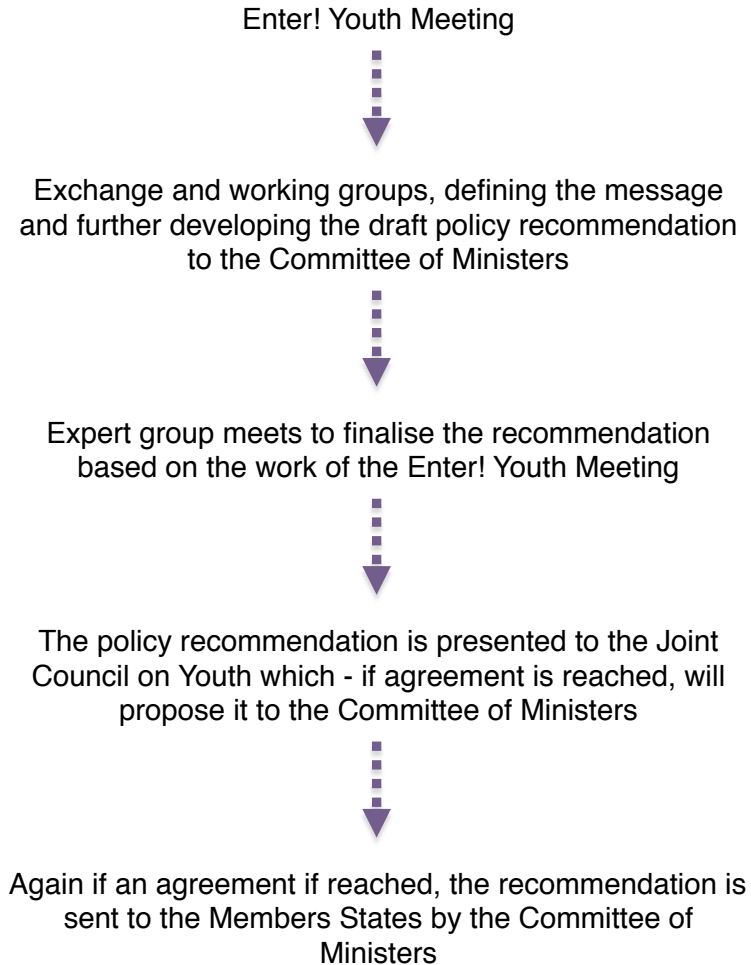 Enter! Youth Meeting
Exchange and working groups, defining the message
and further developing the draft policy recommendation
to the Committee of Ministers
Expert group meets to finalise the recommendation
based on the work of the Enter! Youth Meeting
The policy recommendation is presented to the Joint
Council on Youth which - if agreement is reached, will
propose it to the Committee of Ministers
Again if an agreement if reached, the recommendation is
sent to the Members States by the Committee of
Ministers